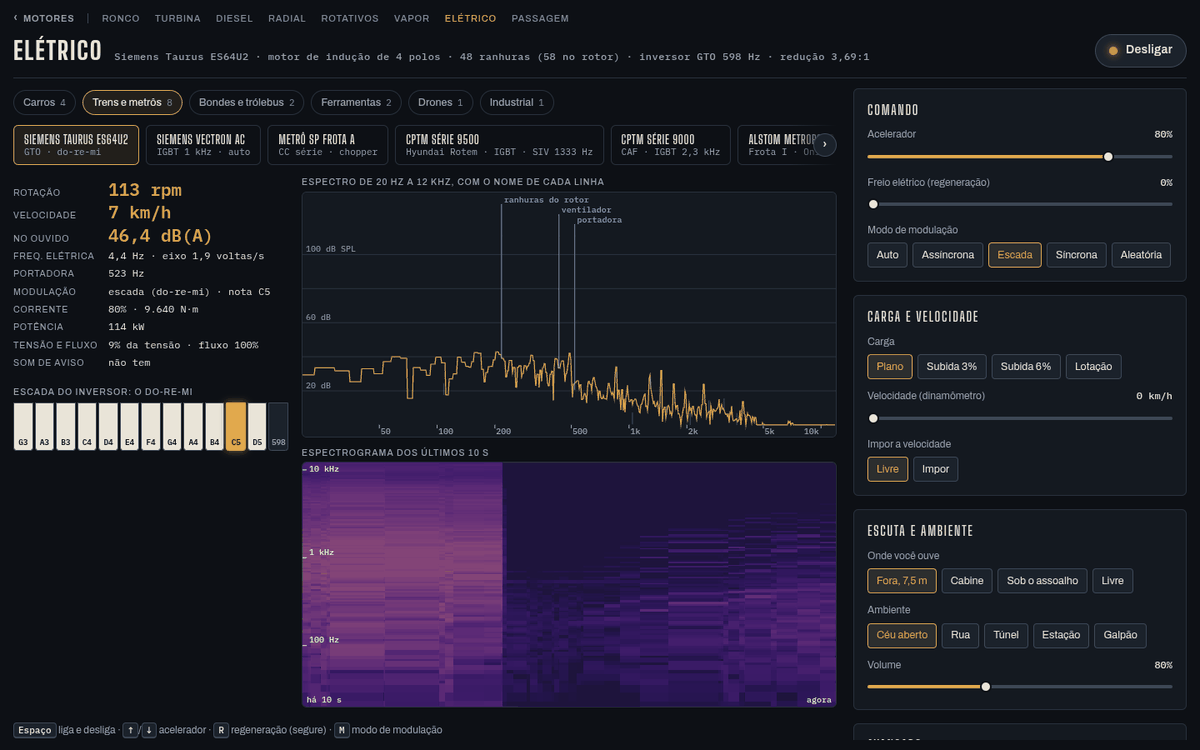 ‹ MOTORES RONCO TURBINA DIESEL RADIAL ROTATIVOS VAPOR ELÉTRICO PASSAGEM
ELÉTRICO Siemens Taurus ES64U2 · motor de indução de 4 polos · 48 ranhuras (58 no rotor) · inversor GTO 598 Hz · redução 3,69:1
Desligar
Carros 4 Trens e metrôs 8 Bondes e trólebus 2 Ferramentas 2 Drones 1 Industrial 1
SIEMENS TAURUS ES64U2
GTO · do-re-mi
SIEMENS VECTRON AC
IGBT 1 kHz · auto
METRÔ SP FROTA A
CC série · chopper
CPTM SÉRIE 9500
Hyundai Rotem · IGBT · SIV 1333 Hz
CPTM SÉRIE 9000
CAF · IGBT 2,3 kHz
ALSTOM
Frota I ·
›
ROTAÇÃO 113 rpm
VELOCIDADE 7 km/h
NO OUVIDO 46,4 dB(A)
FREQ. ELÉTRICA 4,4 Hz · eixo 1,9 voltas/s
PORTADORA 523 Hz
MODULAÇÃO escada (do-re-mi) · nota C5
CORRENTE 80% · 9.640 N·m
POTÊNCIA 114 kW
TENSÃO E FLUXO 9% da tensão · fluxo 100%
SOM DE AVISO não tem
ESCADA DO INVERSOR: O DO-RE-MI
G3 A3 B3 C4 D4 E4 F4 G4 A4 B4 C5 D5 598
ESPECTRO DE 20 HZ A 12 KHZ, COM O NOME DE CADA LINHA
ranhuras do rotor
ventilador
portadora
100 dB SPL
60 dB
20 dB
50 100 200 500 1k 2k 5k 10k
ESPECTROGRAMA DOS ÚLTIMOS 10 S
10 kHz
1 kHz
100 Hz
há 10 s agora
COMANDO
Acelerador 80%
Freio elétrico (regeneração) 0%
Modo de modulação
Auto Assíncrona Escada Síncrona Aleatória
CARGA E VELOCIDADE
Carga
Plano Subida 3% Subida 6% Lotação
Velocidade (dinamômetro) 0 km/h
Impor a velocidade
Livre Impor
ESCUTA E AMBIENTE
Onde você ouve
Fora, 7,5 m Cabine Sob o assoalho Livre
Ambiente
Céu aberto Rua Túnel Estação Galpão
Volume 80%
Espaço liga e desliga · ↑ / ↓ acelerador · R regeneração (segure) · M modo de modulação